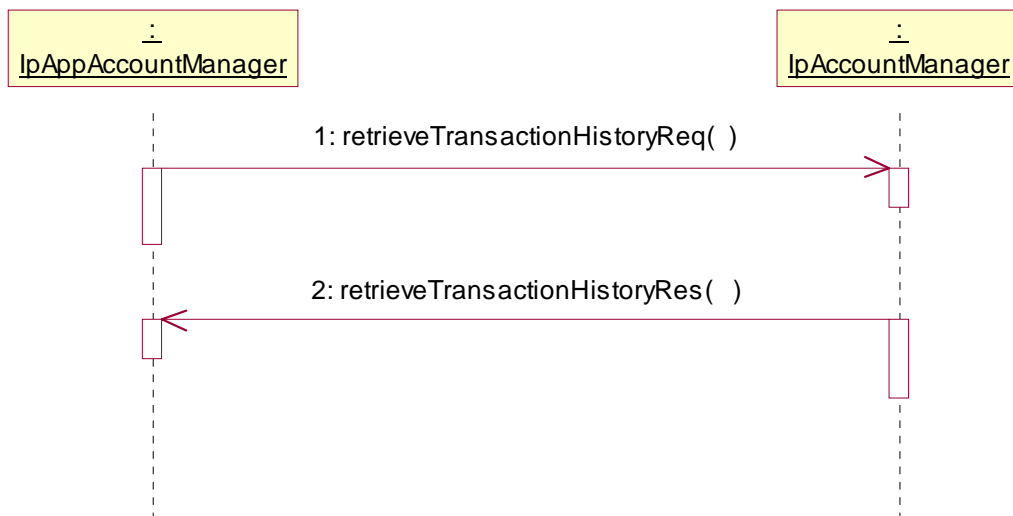 :
IpAppAccountManager
:
IpAccountManager
1: retrieveTransactionHistoryReq( )
2: retrieveTransactionHistoryRes( )